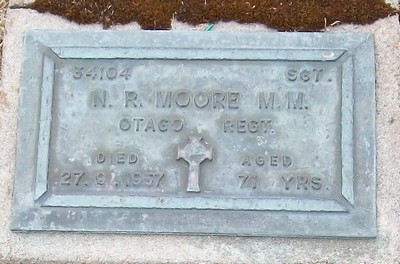 34104 SGT.
N. R. MOORE M.M.
OTAGO REGT.
DIED AGED
27.9.1957 71 YRS.